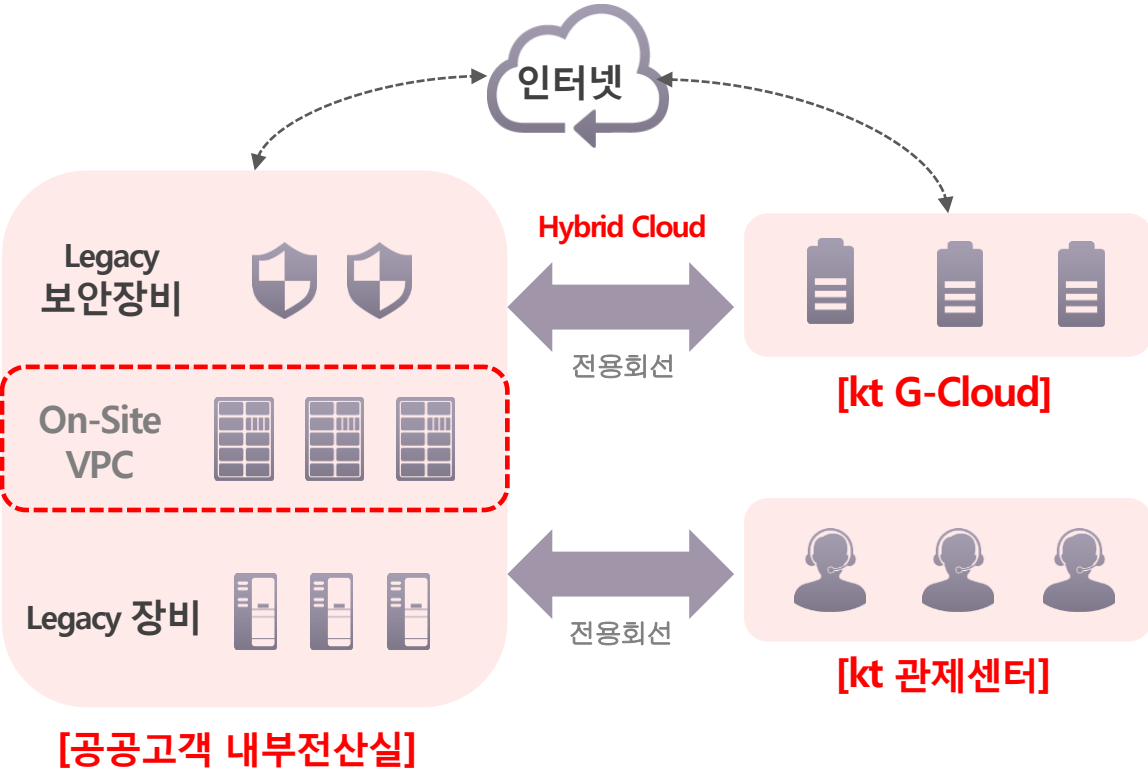 인터넷
Hybrid Cloud
Legacy
보안장비
전용회선
[kt G-Cloud]
On-Site
VPC
Legacy 장비
전용회선
[kt 관제센터]
[공공고객 내부전산실]